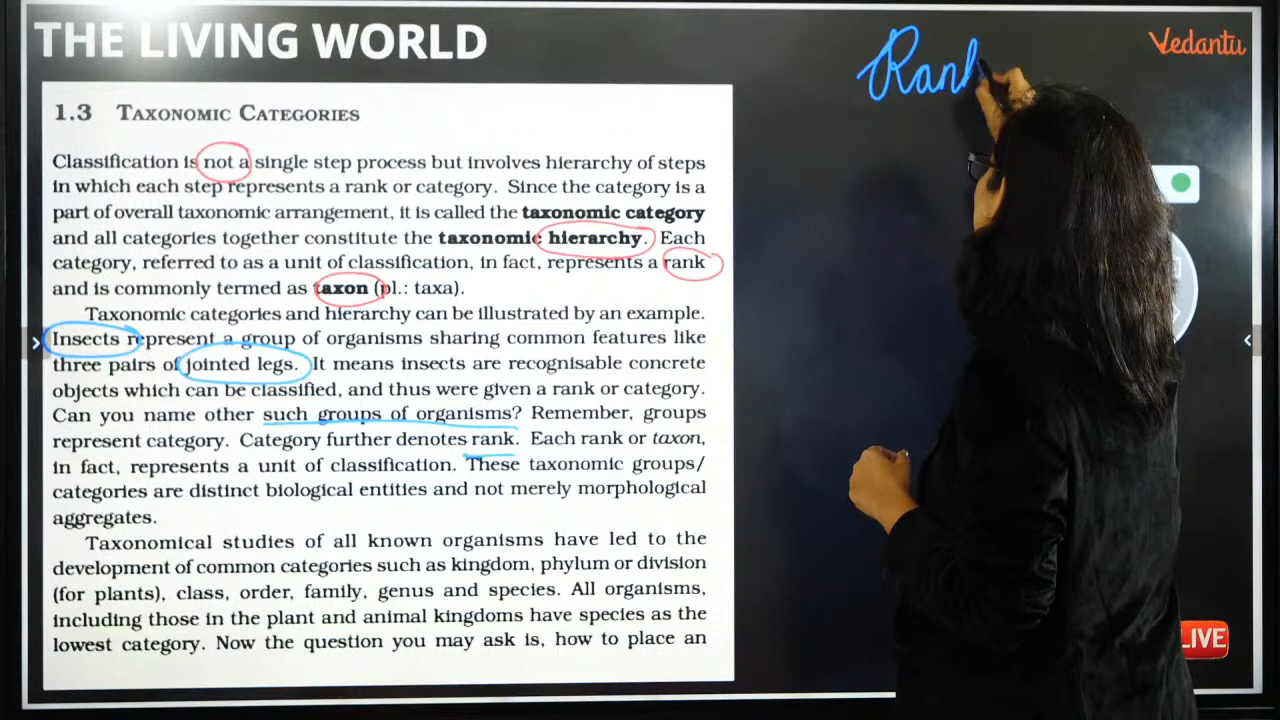 THE LIVING WORLD
Rank
Vedantu
1.3 TAXONOMIC CATEGORIES
Classification is not a single step process but involves hierarchy of steps
in which each step represents a rank or category. Since the category is a
part of overall taxonomic arrangement, it is called the taxonomic category
and all categories together constitute the taxonomic hierarchy. Each
category, referred to as a unit of classification, in fact, represents a rank
and is commonly termed as taxon (pl.: taxa).
Taxonomic categories and hierarchy can be illustrated by an example.
Insects represent a group of organisms sharing common features like
three pairs of jointed legs. It means insects are recognisable concrete
objects which can be classified, and thus were given a rank or category.
Can you name other such groups of organisms? Remember, groups
represent category. Category further denotes rank. Each rank or taxon,
in fact, represents a unit of classification. These taxonomic groups/
categories are distinct biological entities and not merely morphological
aggregates.
Taxonomical studies of all known organisms have led to the
development of common categories such as kingdom, phylum or division
(for plants), class, order, family, genus and species. All organisms,
including those in the plant and animal kingdoms have species as the
lowest category. Now the question you may ask is, how to place an
LIVE